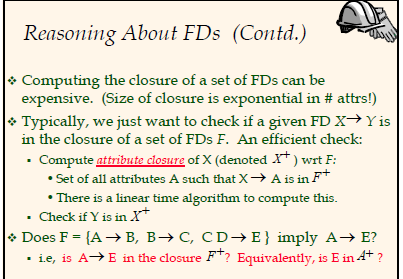 Reasoning About FDs (Contd.)
❖ Computing the closure of a set of FDs can be
expensive. (Size of closure is exponential in # attrs!)
❖ Typically, we just want to check if a given FD X→ Y is
in the closure of a set of FDs F. An efficient check:
▪ Compute attribute closure of X (denoted X⁺ ) wrt F:
• Set of all attributes A such that X → A is in F⁺
• There is a linear time algorithm to compute this.
▪ Check if Y is in X⁺
❖ Does F = {A → B, B → C, C D → E } imply A → E?
▪ i.e, is A → E in the closure F⁺? Equivalently, is E in A⁺ ?